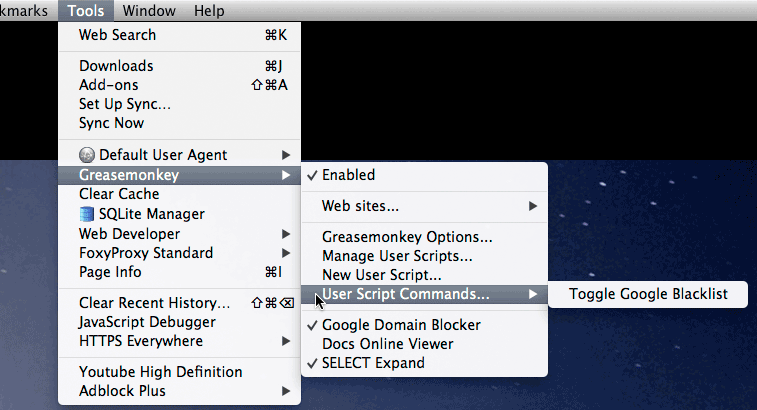 kmarks Tools Window Help
Web Search ⌘K
Downloads ⌘J
Add-ons ⇧⌘A
Set Up Sync...
Sync Now
Default User Agent
Greasemonkey
Clear Cache
SQLite Manager
Web Developer
FoxyProxy Standard
Page Info ⌘I
Clear Recent History... ⇧⌘⌫
JavaScript Debugger
HTTPS Everywhere
Youtube High Definition
Adblock Plus
✓ Enabled
Web sites...
Greasemonkey Options...
Manage User Scripts...
New User Script...
User Script Commands...
✓ Google Domain Blocker
Docs Online Viewer
✓ SELECT Expand
Toggle Google Blacklist